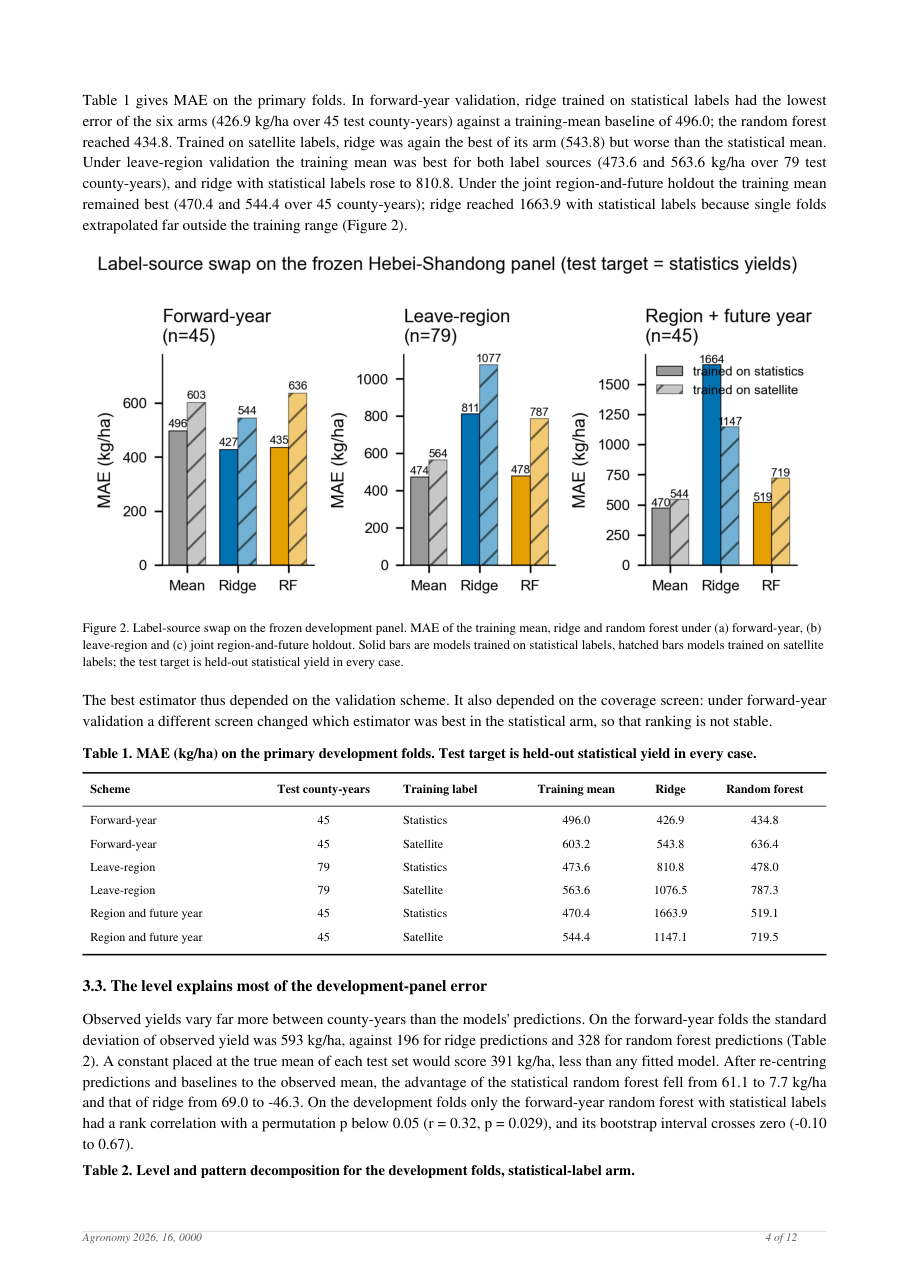 Table 1 gives MAE on the primary folds. In forward-year validation, ridge trained on statistical labels had the lowest
error of the six arms (426.9 kg/ha over 45 test county-years) against a training-mean baseline of 496.0; the random forest
reached 434.8. Trained on satellite labels, ridge was again the best of its arm (543.8) but worse than the statistical mean.
Under leave-region validation the training mean was best for both label sources (473.6 and 563.6 kg/ha over 79 test
county-years), and ridge with statistical labels rose to 810.8. Under the joint region-and-future holdout the training mean
remained best (470.4 and 544.4 over 45 county-years); ridge reached 1663.9 with statistical labels because single folds
extrapolated far outside the training range (Figure 2).
Label-source swap on the frozen Hebei-Shandong panel (test target = statistics yields)
Forward-year
(n=45)
MAE (kg/ha)
600
400
200
0
496
603
427
544
435
636
Mean Ridge RF
Leave-region
(n=79)
MAE (kg/ha)
1000
800
600
400
200
0
474
564
811
1077
478
787
Mean Ridge RF
Region + future year
(n=45)
MAE (kg/ha)
1500
1250
1000
750
500
250
0
trained on statistics
trained on satellite
470
544
1664
1147
519
719
Mean Ridge RF
Figure 2. Label-source swap on the frozen development panel. MAE of the training mean, ridge and random forest under (a) forward-year, (b)
leave-region and (c) joint region-and-future holdout. Solid bars are models trained on statistical labels, hatched bars models trained on satellite
labels; the test target is held-out statistical yield in every case.
The best estimator thus depended on the validation scheme. It also depended on the coverage screen: under forward-year
validation a different screen changed which estimator was best in the statistical arm, so that ranking is not stable.
Table 1. MAE (kg/ha) on the primary development folds. Test target is held-out statistical yield in every case.
Scheme Test county-years Training label Training mean Ridge Random forest
Forward-year 45 Statistics 496.0 426.9 434.8
Forward-year 45 Satellite 603.2 543.8 636.4
Leave-region 79 Statistics 473.6 810.8 478.0
Leave-region 79 Satellite 563.6 1076.5 787.3
Region and future year 45 Statistics 470.4 1663.9 519.1
Region and future year 45 Satellite 544.4 1147.1 719.5
3.3. The level explains most of the development-panel error
Observed yields vary far more between county-years than the models' predictions. On the forward-year folds the standard
deviation of observed yield was 593 kg/ha, against 196 for ridge predictions and 328 for random forest predictions (Table
2). A constant placed at the true mean of each test set would score 391 kg/ha, less than any fitted model. After re-centring
predictions and baselines to the observed mean, the advantage of the statistical random forest fell from 61.1 to 7.7 kg/ha
and that of ridge from 69.0 to -46.3. On the development folds only the forward-year random forest with statistical labels
had a rank correlation with a permutation p below 0.05 (r = 0.32, p = 0.029), and its bootstrap interval crosses zero (-0.10
to 0.67).
Table 2. Level and pattern decomposition for the development folds, statistical-label arm.
Agronomy 2026, 16, 0000 4 of 12